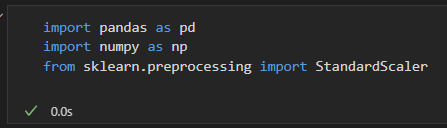 import pandas as pd
import numpy as np
from sklearn.preprocessing import StandardScaler
0.0s